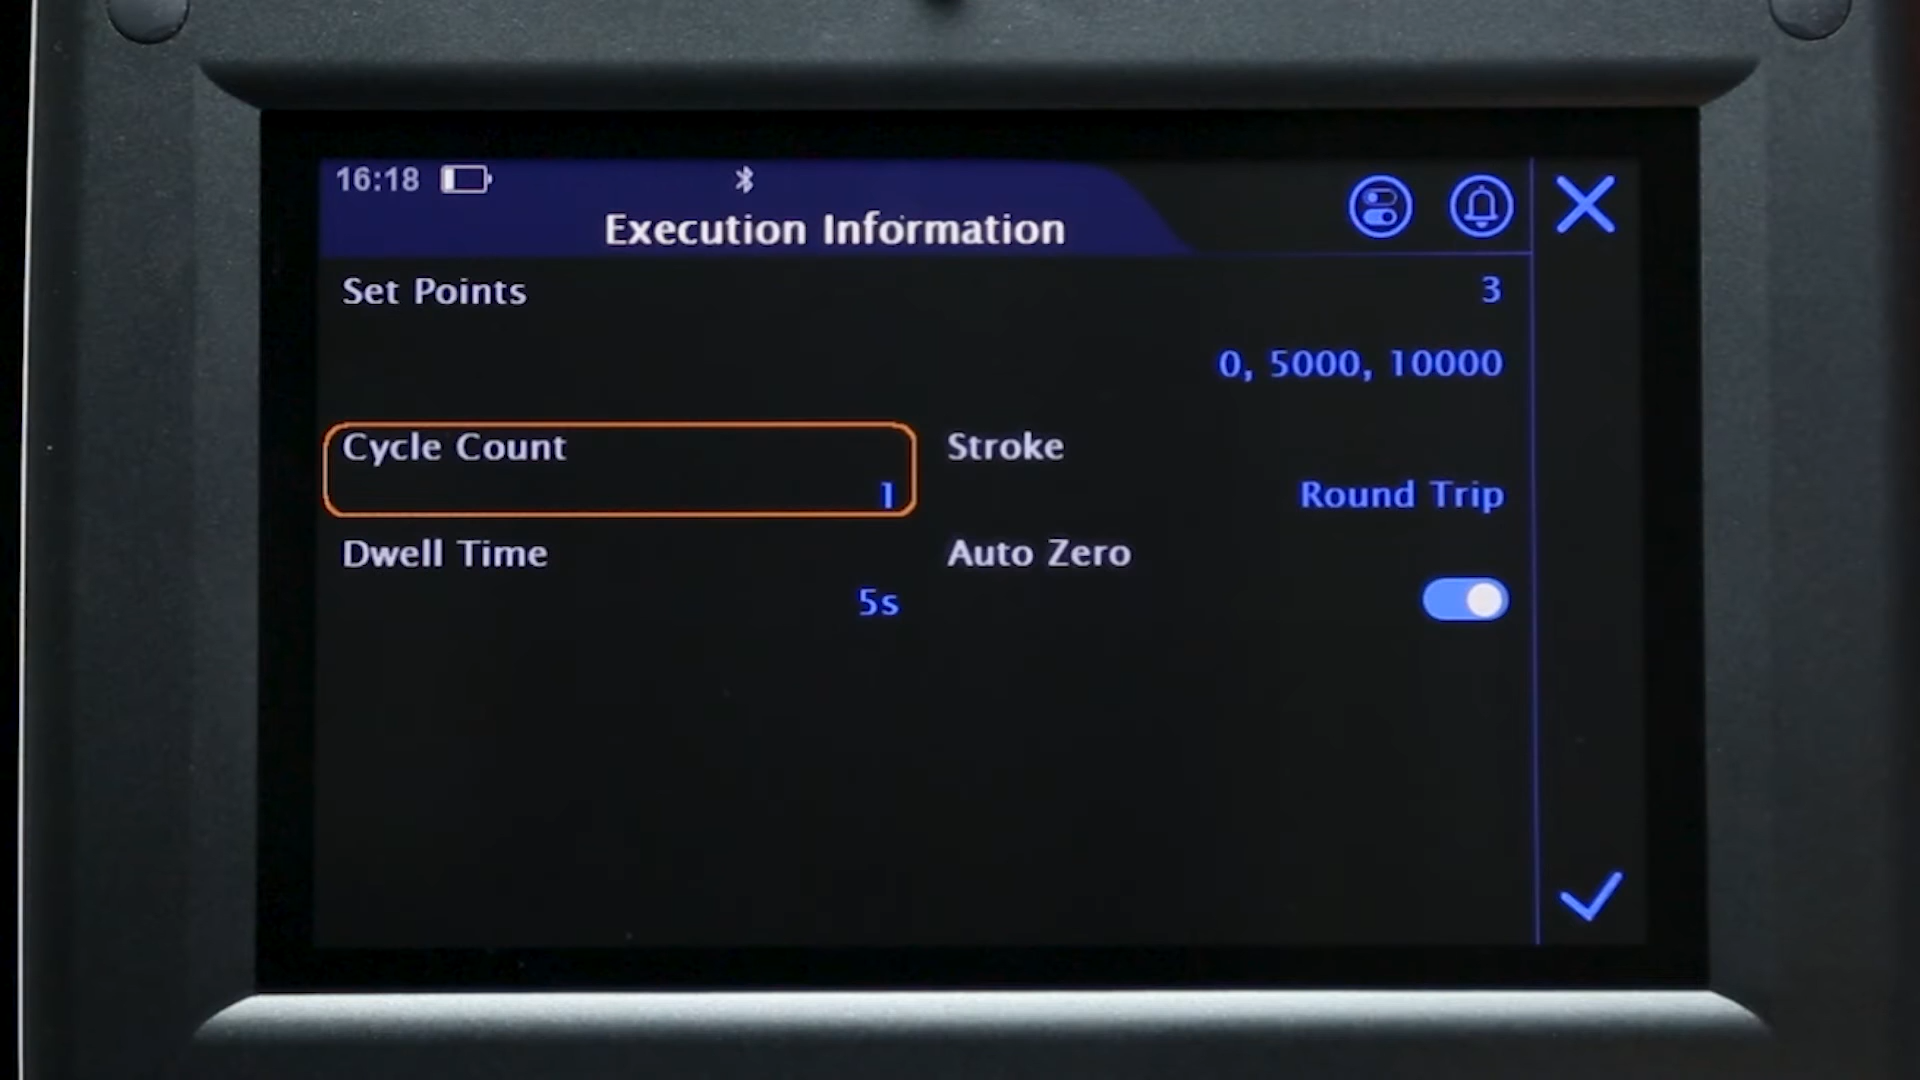 16:18
Execution Information
Set Points
3
0, 5000, 10000
Cycle Count
1
Stroke
Round Trip
Dwell Time
5s
Auto Zero